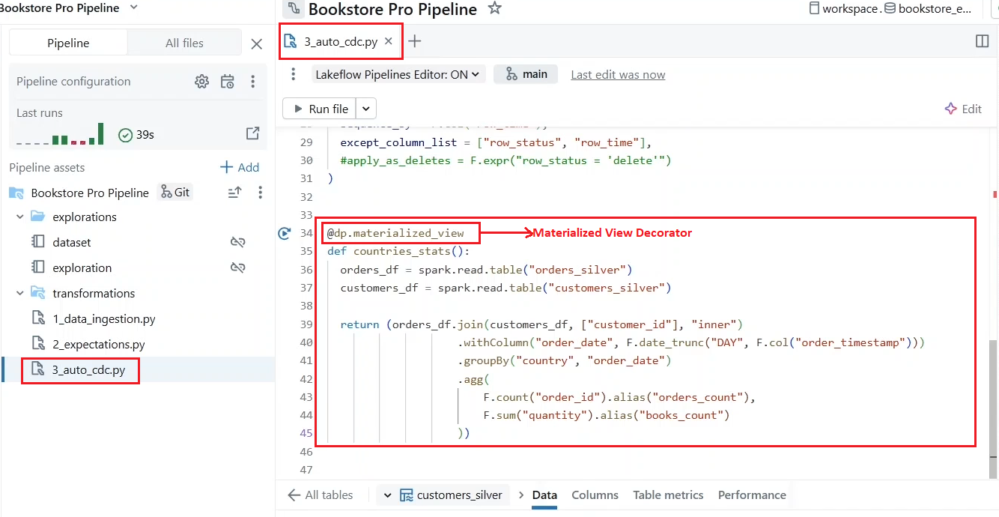 Bookstore Pro Pipeline
Bookstore Pro Pipeline
workspace . bookstore_e...
Pipeline
All files
3_auto_cdc.py
Pipeline configuration
Lakeflow Pipelines Editor: ON
main
Last edit was now
Last runs
39s
Run file
Edit
Pipeline assets
Add
Bookstore Pro Pipeline
Git
explorations
dataset
exploration
transformations
1_data_ingestion.py
2_expectations.py
3_auto_cdc.py
29 except_column_list = ["row_status", "row_time"],
30 #apply_as_deletes = F.expr("row_status = 'delete'")
31 )
32
33
34 @dp.materialized_view
Materialized View Decorator
35 def countries_stats():
36 orders_df = spark.read.table("orders_silver")
37 customers_df = spark.read.table("customers_silver")
38
39 return (orders_df.join(customers_df, ["customer_id"], "inner")
40 .withColumn("order_date", F.date_trunc("DAY", F.col("order_timestamp")))
41 .groupBy("country", "order_date")
42 .agg(
43 F.count("order_id").alias("orders_count"),
44 F.sum("quantity").alias("books_count")
45 ))
46
47
All tables
customers_silver
Data
Columns
Table metrics
Performance